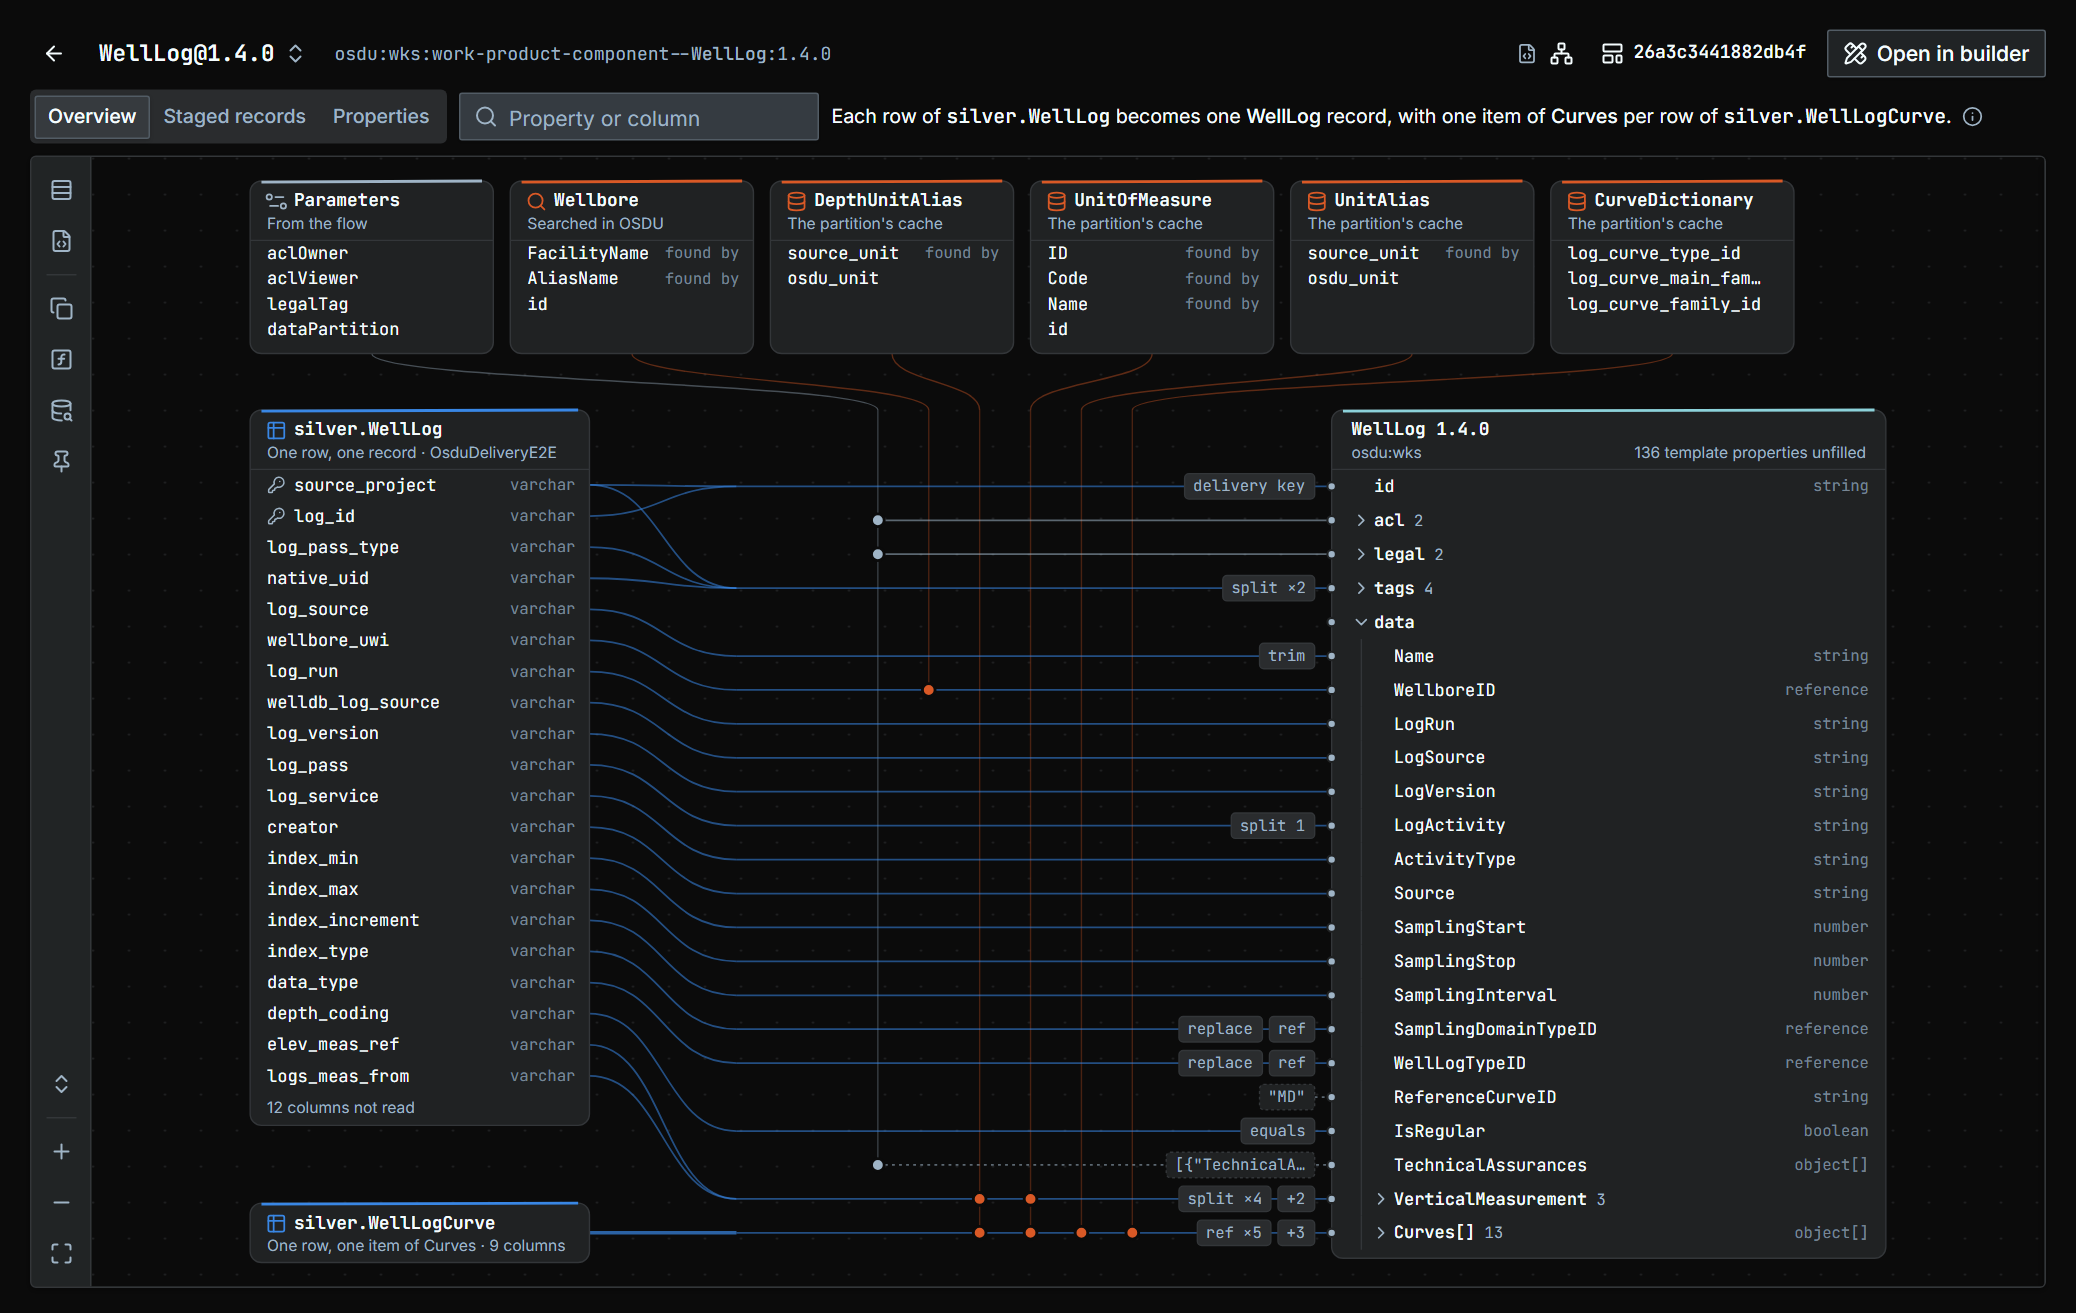 WellLog@1.4.0
osdu:wks:work-product-component--WellLog:1.4.0
26a3c3441882db4f
Open in builder
Overview
Staged records
Properties
Property or column
Each row of silver.WellLog becomes one WellLog record, with one item of Curves per row of silver.WellLogCurve.
Parameters
From the flow
aclOwner
aclViewer
legalTag
dataPartition
Wellbore
Searched in OSDU
FacilityName found by
AliasName found by
id
DepthUnitAlias
The partition's cache
source_unit found by
osdu_unit
UnitOfMeasure
The partition's cache
ID found by
Code found by
Name found by
id
UnitAlias
The partition's cache
source_unit found by
osdu_unit
CurveDictionary
The partition's cache
log_curve_type_id
log_curve_main_fam…
log_curve_family_id
silver.WellLog
One row, one record · OsduDeliveryE2E
source_project varchar
log_id varchar
log_pass_type varchar
native_uid varchar
log_source varchar
wellbore_uwi varchar
log_run varchar
welldb_log_source varchar
log_version varchar
log_pass varchar
log_service varchar
creator varchar
index_min varchar
index_max varchar
index_increment varchar
index_type varchar
data_type varchar
depth_coding varchar
elev_meas_ref varchar
logs_meas_from varchar
12 columns not read
silver.WellLogCurve
One row, one item of Curves · 9 columns
delivery key
split ×2
trim
split 1
replace ref
replace ref
"MD"
equals
[{"TechnicalA…
split ×4 +2
ref ×5 +3
WellLog 1.4.0
osdu:wks 136 template properties unfilled
id string
acl 2
legal 2
tags 4
data
Name string
WellboreID reference
LogRun string
LogSource string
LogVersion string
LogActivity string
ActivityType string
Source string
SamplingStart number
SamplingStop number
SamplingInterval number
SamplingDomainTypeID reference
WellLogTypeID reference
ReferenceCurveID string
IsRegular boolean
TechnicalAssurances object[]
VerticalMeasurement 3
Curves[] 13 object[]